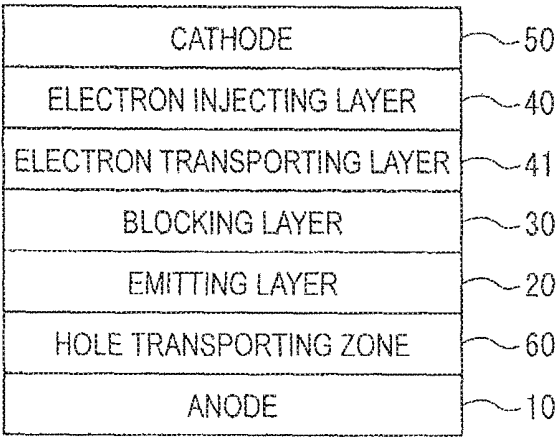 CATHODE 50
ELECTRON INJECTING LAYER 40
ELECTRON TRANSPORTING LAYER 41
BLOCKING LAYER 30
EMITTING LAYER 20
HOLE TRANSPORTING ZONE 60
ANODE 10